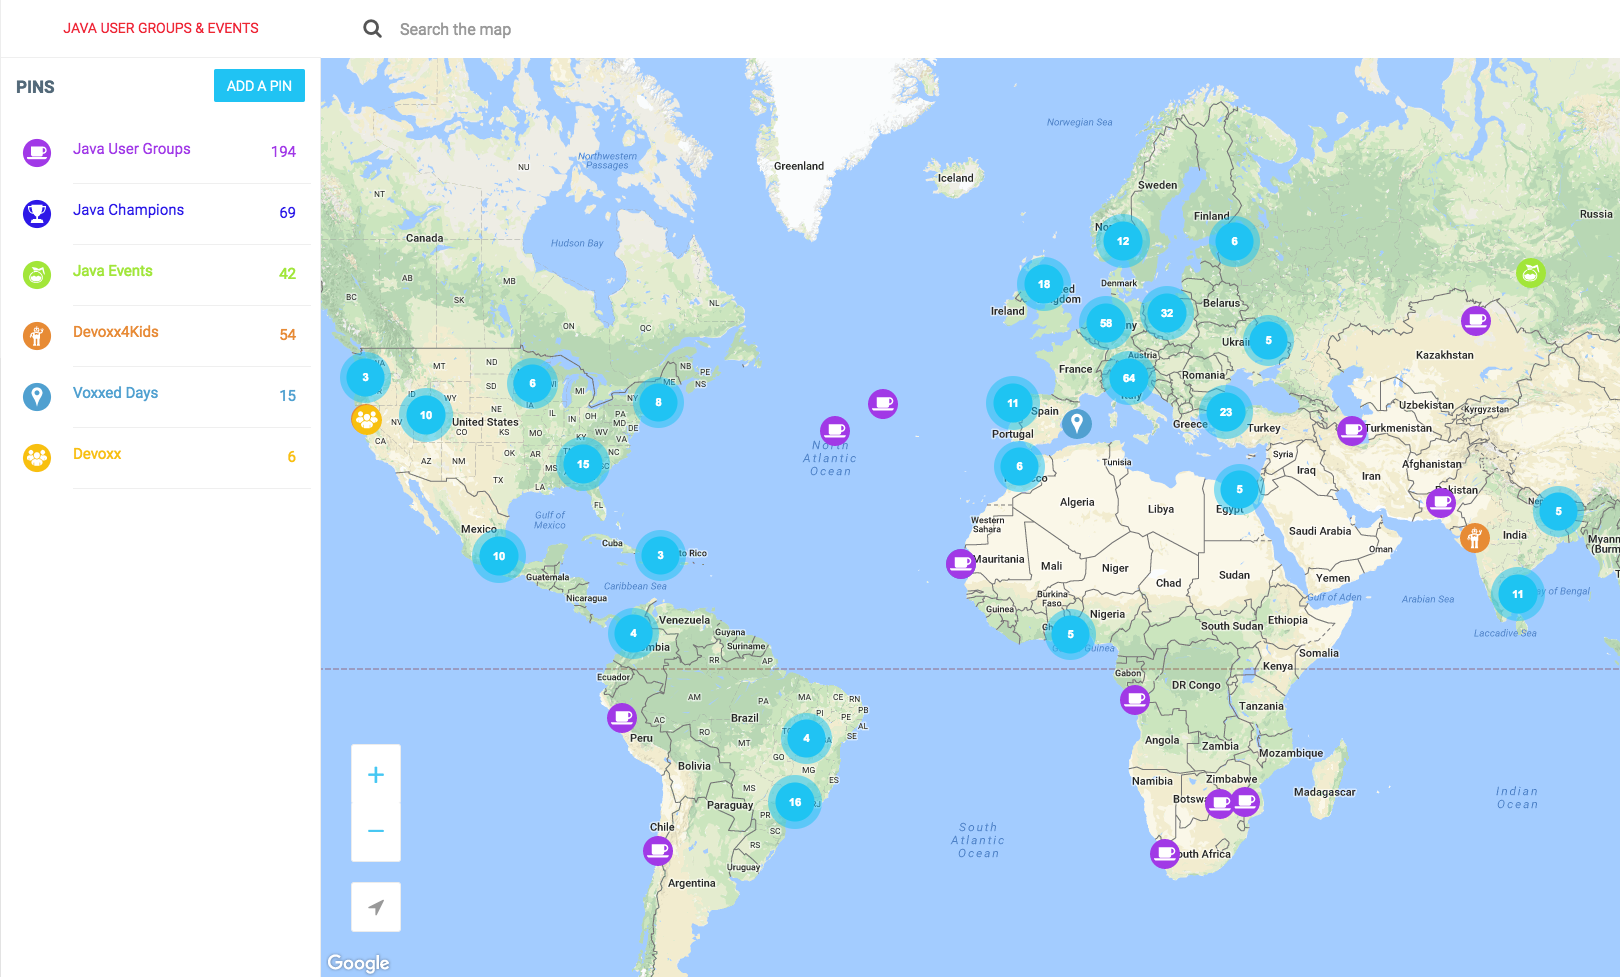 JAVA USER GROUPS & EVENTS
Search the map
PINS
ADD A PIN
Java User Groups 194
Java Champions 69
Java Events 42
Devoxx4Kids 54
Voxxed Days 15
Devoxx 6
Norwegian Sea
Greenland
Northwestern
Passages
NU
Iceland
Sweden
NT
Finland
Russia
Canada
Hudson Bay
12
6
AB
MB
18
Denmark
BC
SK
NL
Ireland
Belarus
ON
QC
58
32
5
Austria
Kazakhstan
MT
ND
NB
PE
France
Romania
3
6
ME
NS
64
SD
WY
MI
NY
8
11
Spain
23
Uzbekistan
Kyrgyzstan
10
NE
IA
IL
IN
OH
PA
MD
NV
United States
Portugal
Greece
Turkey
Turkmenistan
CA
CO
KS
MO
WV
DE
NC
VA
KY
North
Atlantic
Ocean
AZ
NM
OK
AR
MS
15
SC
6
Tunisia
Syria
Iraq
Iran
Afghanistan
TX
LA
FL
Algeria
Libya
Egypt
5
Pakistan
Gulf of
Mexico
Western
Sahara
5
Mexico
Cuba
Saudi Arabia
India
Oman
10
3
Mauritania
Mali
Niger
Chad
Sudan
Yemen
Guatemala
Caribbean Sea
Nicaragua
Burkina
Faso
Guinea
Nigeria
Gulf of Aden
Arabian Sea
11
Venezuela
Guyana
Suriname
4
5
South Sudan
Ethiopia
Laccadive Sea
Somalia
RR
AP
Ecuador
Gabon
Kenya
DR Congo
AM
PA
MA
CE
RN
PB
PE
AL
SE
PI
Tanzania
AC
Brazil
RO
Peru
MT
4
Angola
Zambia
Mozambique
Bolivia
GO
MG
ES
Namibia
Zimbabwe
Madagascar
MS
Paraguay
16
Indian
Ocean
PR
SC
Chile
RS
South
Atlantic
Ocean
Uruguay
Argentina
+
−
Google